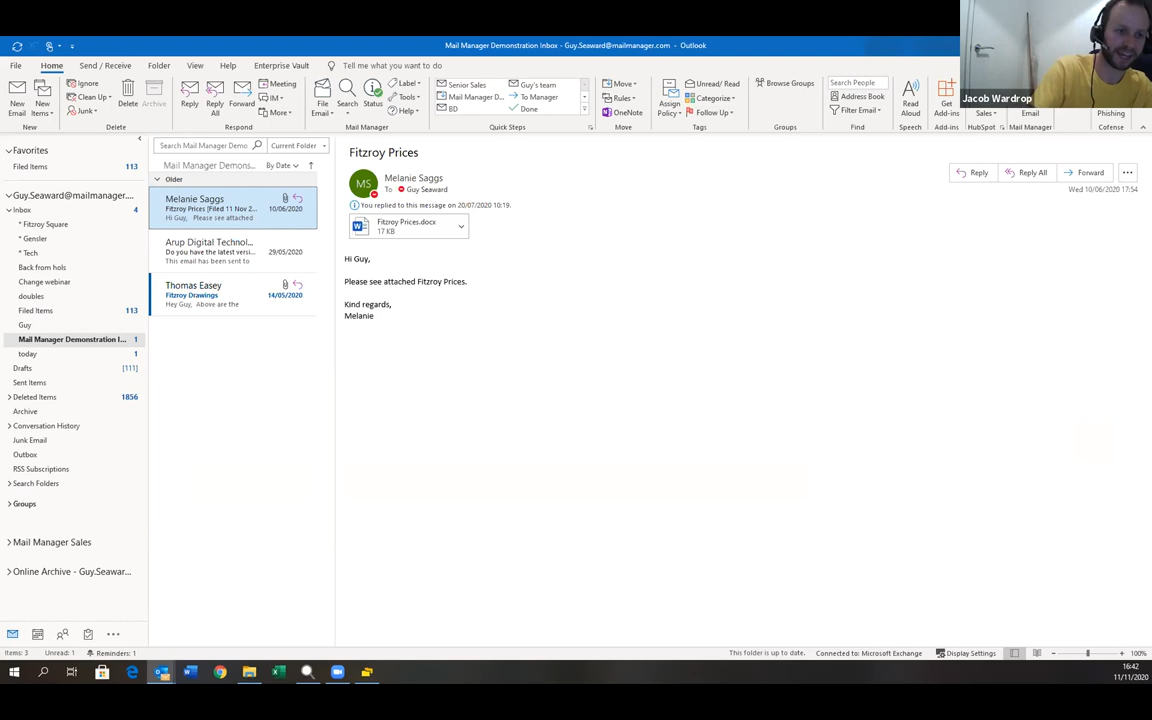 Mail Manager Demonstration Inbox - Guy.Seaward@mailmanager.com - Outlook
File Home Send / Receive Folder View Help Enterprise Vault Tell me what you want to do
New Email
New Items
New
Ignore
Clean Up
Junk
Delete
Archive
Delete
Reply
Reply All
Forward
Meeting
IM
More
Respond
File Email
Search
Status
Label
Tools
Help
Mail Manager
Senior Sales
Mail Manager D...
BD
Guy's team
To Manager
Done
Quick Steps
Move
Rules
OneNote
Move
Assign Policy
Unread/ Read
Categorize
Follow Up
Tags
Browse Groups
Groups
Search People
Address Book
Filter Email
Find
Read Aloud
Speech
Get Add-ins
Add-ins
Sales
HubSpot
Email
Mail Manager
Phishing
Cofense
Jacob Wardrop
Favorites
Filed Items 113
Guy.Seaward@mailmanager....
Inbox 4
* Fitzroy Square
* Gensler
* Tech
Back from hols
Change webinar
doubles
Filed Items 113
Guy
Mail Manager Demonstration I... 1
today 1
Drafts [111]
Sent Items
Deleted Items 1856
Archive
Conversation History
Junk Email
Outbox
RSS Subscriptions
Search Folders
Groups
Mail Manager Sales
Online Archive - Guy.Seawar...
Search Mail Manager Demo Current Folder
Mail Manager Demons... By Date
Older
Melanie Saggs
Fitzroy Prices [Filed 11 Nov 2... 10/06/2020
Hi Guy, Please see attached
Arup Digital Technol...
Do you have the latest versi... 29/05/2020
This email has been sent to
Thomas Easey
Fitzroy Drawings 14/05/2020
Hey Guy, Above are the
Fitzroy Prices
MS
Melanie Saggs
To Guy Seaward
Reply Reply All Forward
Wed 10/06/2020 17:54
You replied to this message on 20/07/2020 10:19.
Fitzroy Prices.docx
17 KB
Hi Guy,
Please see attached Fitzroy Prices.
Kind regards,
Melanie
Items: 3 Unread: 1 Reminders: 1 This folder is up to date. Connected to: Microsoft Exchange Display Settings 100%
16:42
11/11/2020